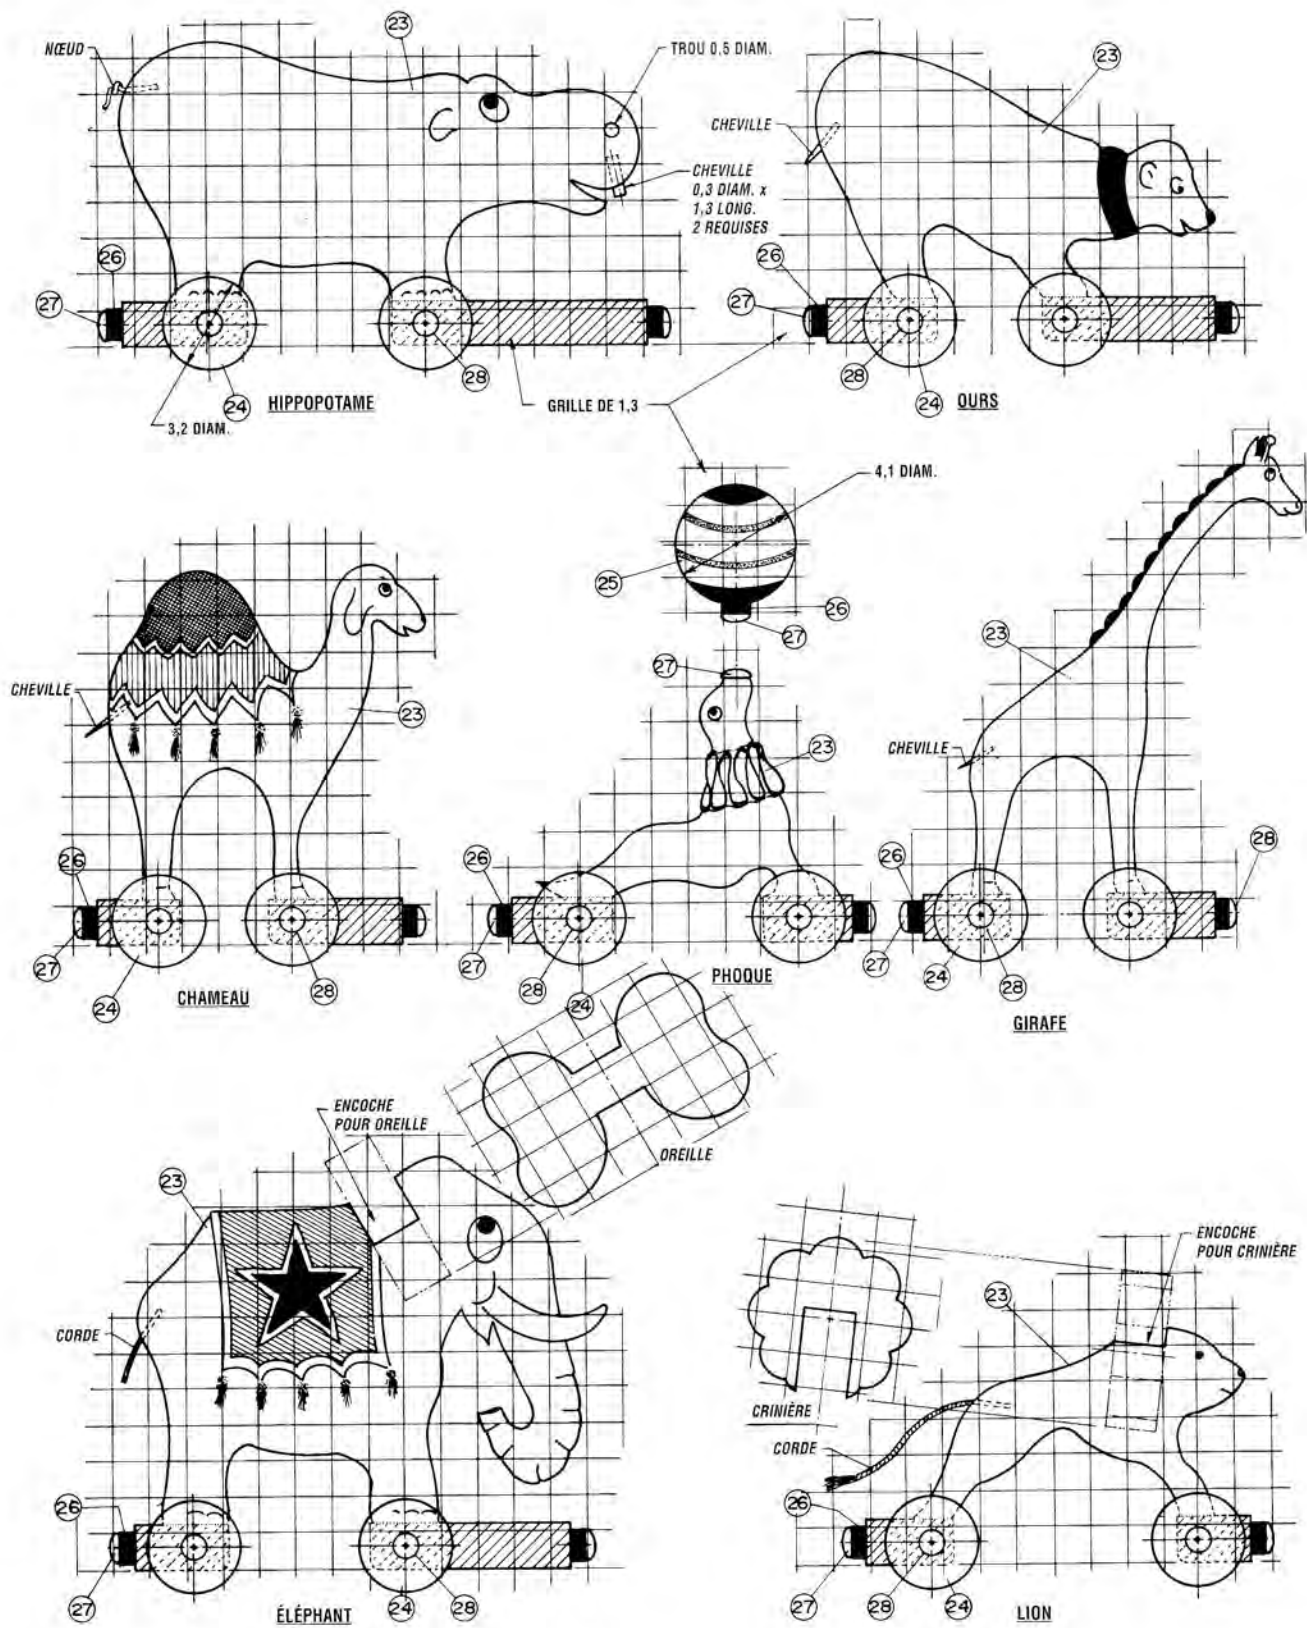 23
NŒUD
TROU 0,5 DIAM.
CHEVILLE
0,3 DIAM. x
1,3 LONG.
2 REQUISES
26
27
28
24
HIPPOPOTAME
3,2 DIAM.
GRILLE DE 1,3
23
CHEVILLE
26
27
28
24
OURS
4,1 DIAM.
25
26
27
CHEVILLE
23
26
27
24
28
CHAMEAU
27
23
26
27
28
24
PHOQUE
23
CHEVILLE
26
28
27
24
28
GIRAFE
ENCOCHE
POUR OREILLE
OREILLE
23
CORDE
26
27
24
28
ÉLÉPHANT
ENCOCHE
POUR CRINIÈRE
23
CRINIÈRE
CORDE
26
27
28
24
LION